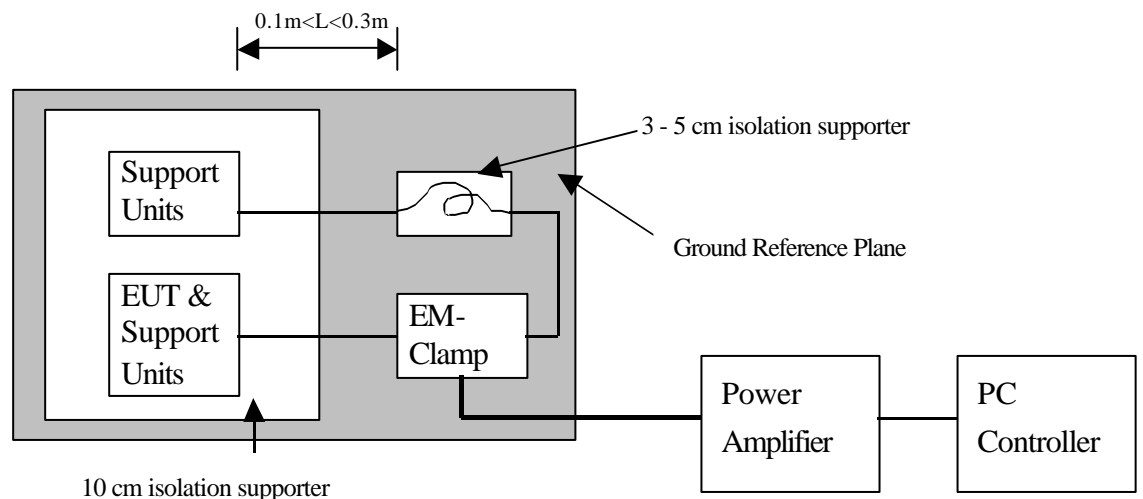 0.1m<L<0.3m
3 - 5 cm isolation supporter
Support
Units
Ground Reference Plane
EUT &
Support
Units
EM-
Clamp
Power
Amplifier
PC
Controller
10 cm isolation supporter